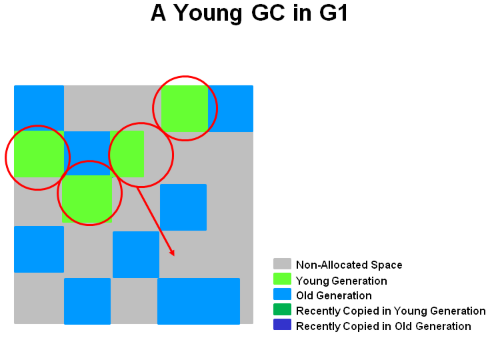 A Young GC in G1
Non-Allocated Space
Young Generation
Old Generation
Recently Copied in Young Generation
Recently Copied in Old Generation